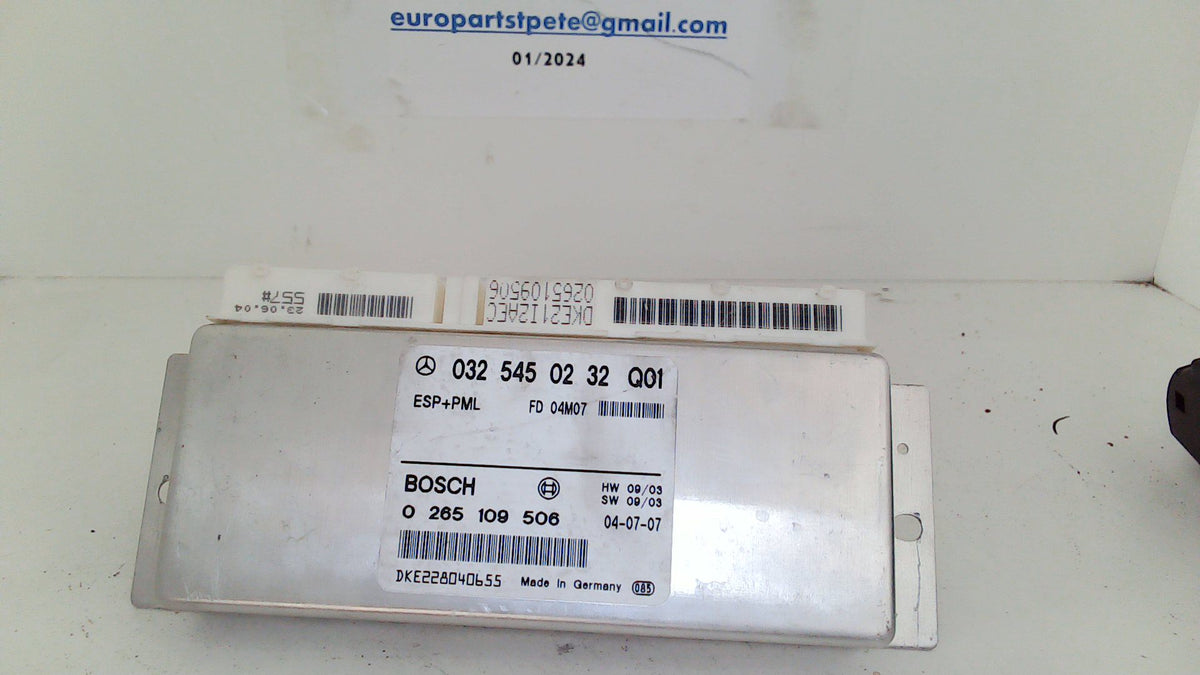 europartstpete@gmail.com
01/2024
23.06.04
557#
DKE2112AEC
0265109506
032 545 02 32 Q01
ESP+PML FD 04M07
BOSCH HW 09/03
SW 09/03
0 265 109 506 04-07-07
DKE228040655 Made in Germany 085